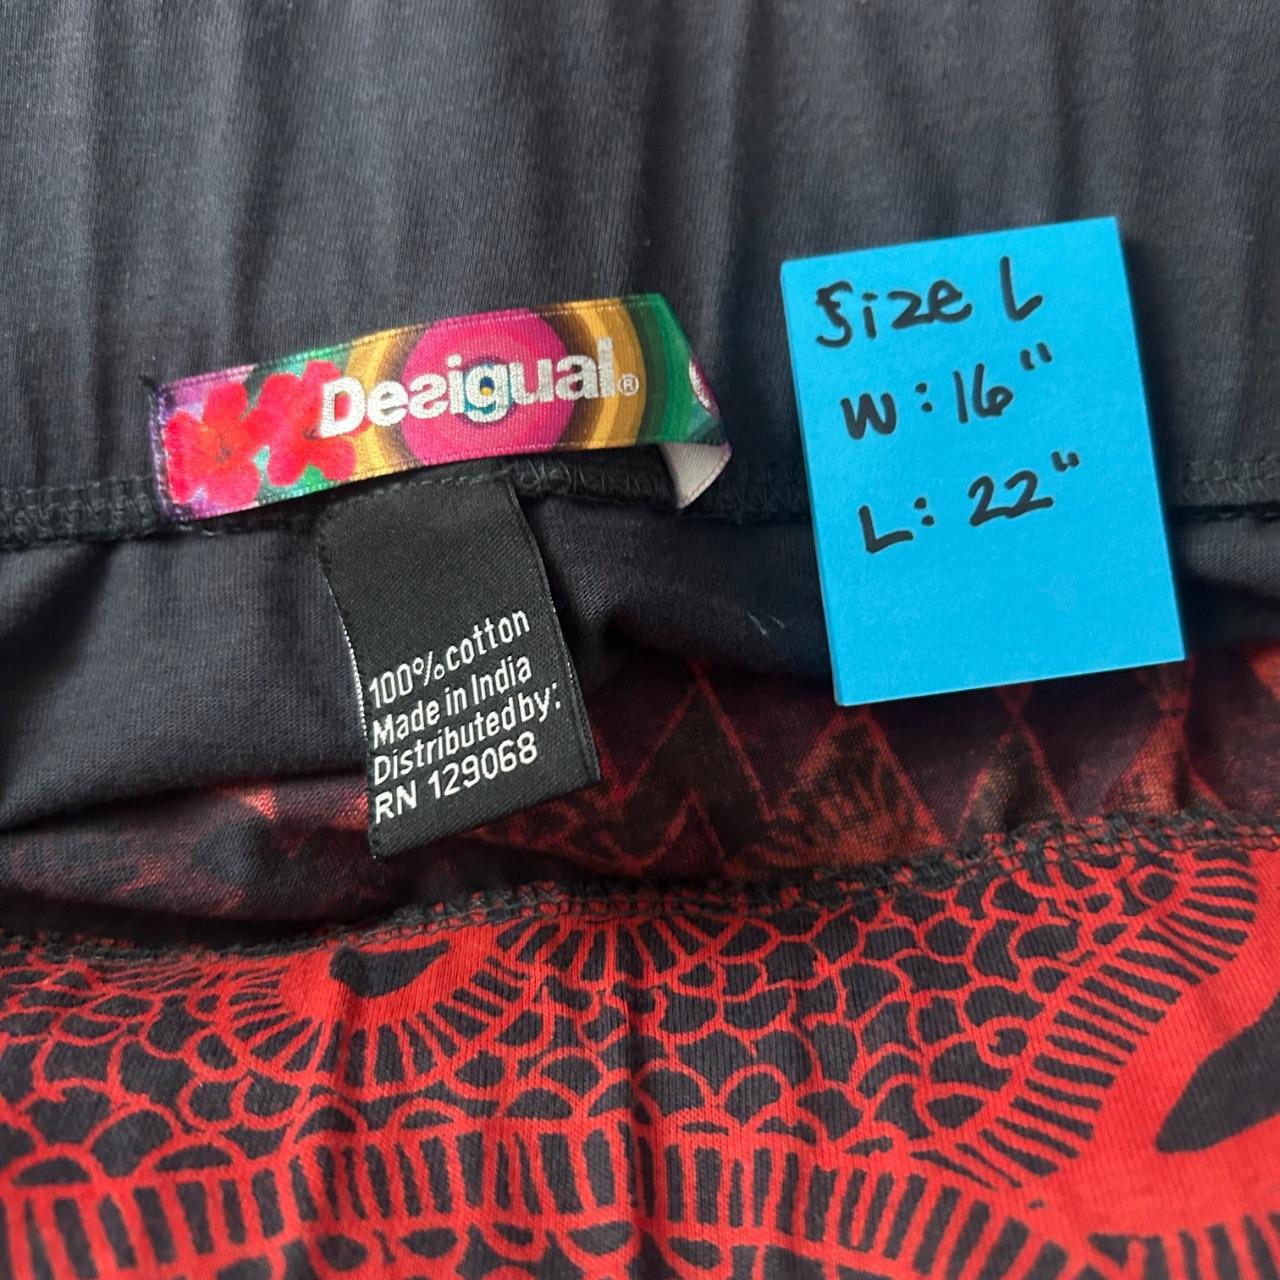 Desigual®
Size L
W: 16"
L: 22"
100% cotton
Made in India
Distributed by:
RN 129068